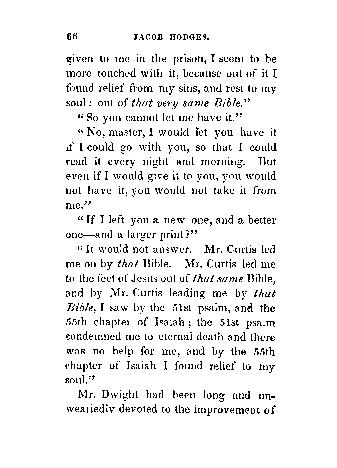 66 JACOB HODGES.
given to me in the prison, I seem to be
more touched with it, because out of it I
found relief from my sins, and rest to my
soul: out of that very same Bible."
"So you cannot let me have it."
"No, master, I would let you have it
if I could go with you, so that I could
read it every night and morning. But
even if I would give it to you, you would
not have it, you would not take it from
me."
"If I left you a new one, and a better
one—and a larger print?"
"It would not answer. Mr. Curtis led
me on by that Bible. Mr. Curtis led me
to the feet of Jesus out of that same Bible,
and by Mr. Curtis leading me by that
Bible, I saw by the 51st psalm, and the
55th chapter of Isaiah; the 51st psalm
condemned me to eternal death and there
was no help for me, and by the 55th
chapter of Isaiah I found relief to my
soul."
Mr. Dwight had been long and un-
weariedly devoted to the improvement of